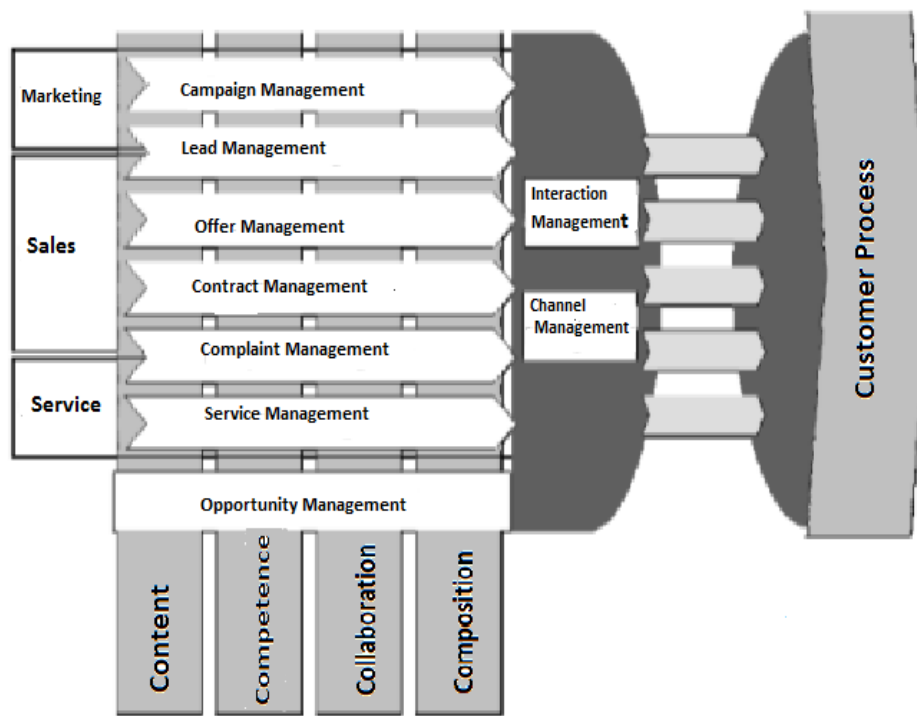 Marketing
Campaign Management
Lead Management
Sales
Offer Management
Contract Management
Complaint Management
Service
Service Management
Opportunity Management
Interaction
Management
Channel
Management
Customer Process
Content
Competence
Collaboration
Composition